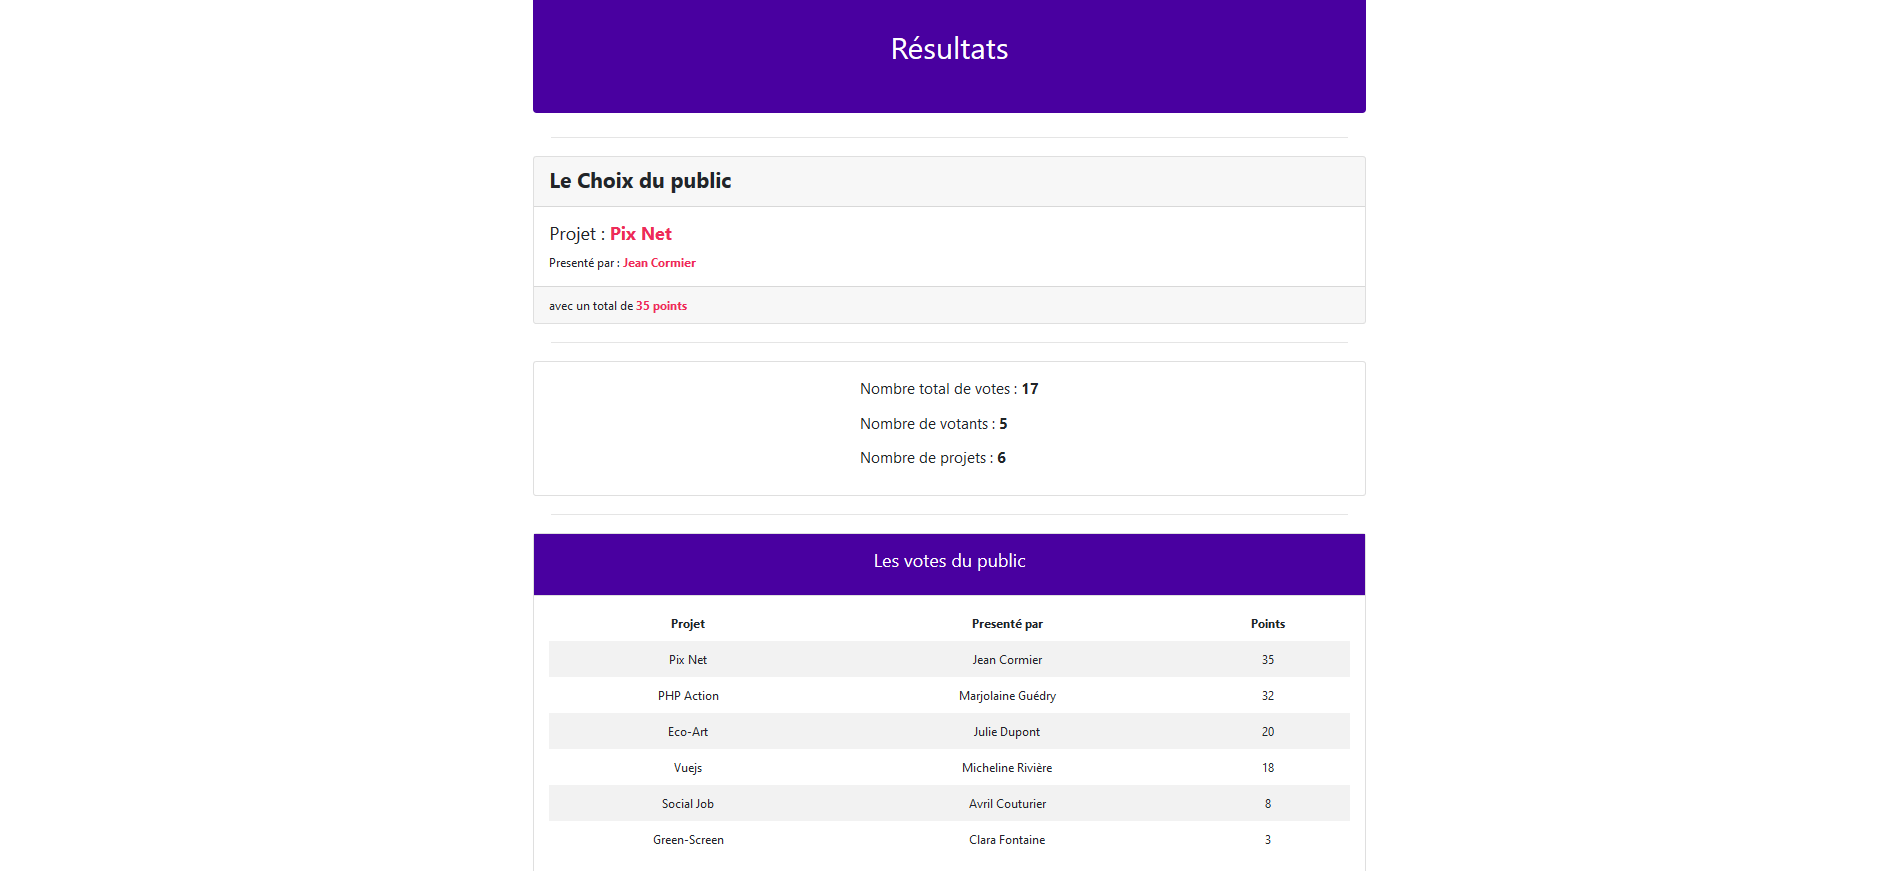 Résultats
Le Choix du public
Projet : Pix Net
Presenté par : Jean Cormier
avec un total de 35 points
Nombre total de votes : 17
Nombre de votants : 5
Nombre de projets : 6
Les votes du public
Projet Presenté par Points
Pix Net Jean Cormier 35
PHP Action Marjolaine Guédry 32
Eco-Art Julie Dupont 20
Vuejs Micheline Rivière 18
Social Job Avril Couturier 8
Green-Screen Clara Fontaine 3